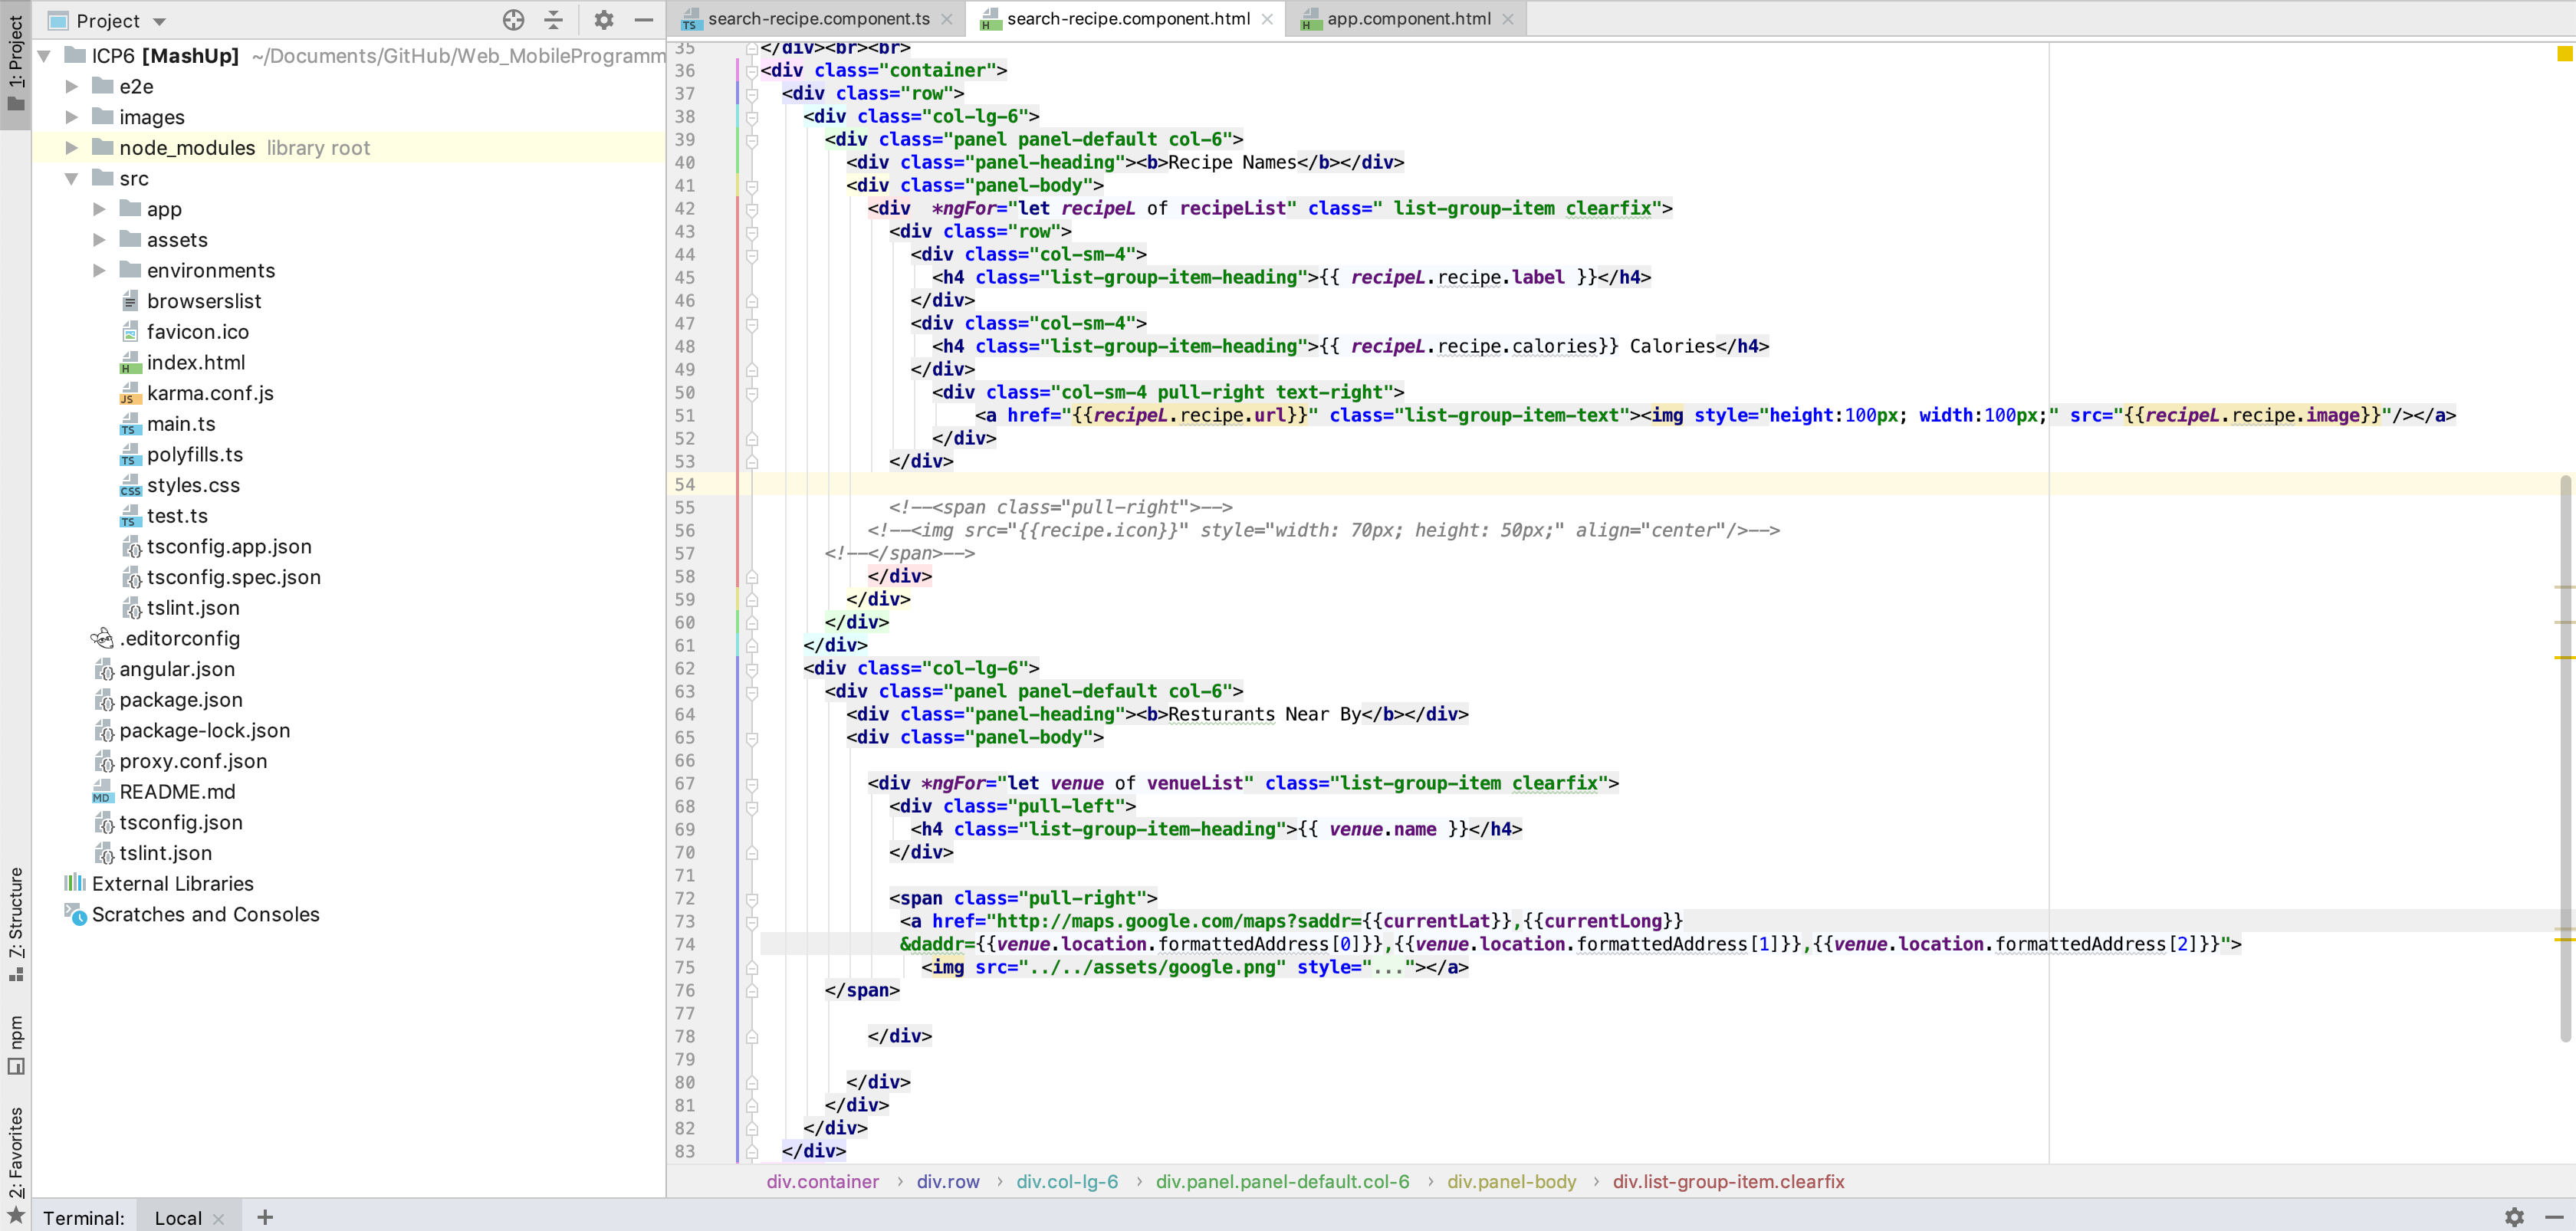 1: Project
Project
ICP6 [MashUp] ~/Documents/GitHub/Web_MobileProgramm
e2e
images
node_modules library root
src
app
assets
environments
browserslist
favicon.ico
index.html
karma.conf.js
main.ts
polyfills.ts
styles.css
test.ts
tsconfig.app.json
tsconfig.spec.json
tslint.json
.editorconfig
angular.json
package.json
package-lock.json
proxy.conf.json
README.md
tsconfig.json
tslint.json
External Libraries
Scratches and Consoles
Z: Structure
npm
2: Favorites
search-recipe.component.ts
search-recipe.component.html
app.component.html
35 </div><br><br>
36 <div class="container">
37 <div class="row">
38 <div class="col-lg-6">
39 <div class="panel panel-default col-6">
40 <div class="panel-heading"><b>Recipe Names</b></div>
41 <div class="panel-body">
42 <div  *ngFor="let recipeL of recipeList" class=" list-group-item clearfix">
43 <div class="row">
44 <div class="col-sm-4">
45 <h4 class="list-group-item-heading">{{ recipeL.recipe.label }}</h4>
46 </div>
47 <div class="col-sm-4">
48 <h4 class="list-group-item-heading">{{ recipeL.recipe.calories}} Calories</h4>
49 </div>
50 <div class="col-sm-4 pull-right text-right">
51 <a href="{{recipeL.recipe.url}}" class="list-group-item-text"><img style="height:100px; width:100px;" src="{{recipeL.recipe.image}}"/></a>
52 </div>
53 </div>
54
55 <!--<span class="pull-right">-->
56 <!--<img src="{{recipe.icon}}" style="width: 70px; height: 50px;" align="center"/>-->
57 <!--</span>-->
58 </div>
59 </div>
60 </div>
61 </div>
62 <div class="col-lg-6">
63 <div class="panel panel-default col-6">
64 <div class="panel-heading"><b>Resturants Near By</b></div>
65 <div class="panel-body">
66
67 <div *ngFor="let venue of venueList" class="list-group-item clearfix">
68 <div class="pull-left">
69 <h4 class="list-group-item-heading">{{ venue.name }}</h4>
70 </div>
71
72 <span class="pull-right">
73 <a href="http://maps.google.com/maps?saddr={{currentLat}},{{currentLong}}
74 &daddr={{venue.location.formattedAddress[0]}},{{venue.location.formattedAddress[1]}},{{venue.location.formattedAddress[2]}}">
75 <img src="../../assets/google.png" style="..."></a>
76 </span>
77
78 </div>
79
80 </div>
81 </div>
82 </div>
83 </div>
div.container › div.row › div.col-lg-6 › div.panel.panel-default.col-6 › div.panel-body › div.list-group-item.clearfix
Terminal: Local